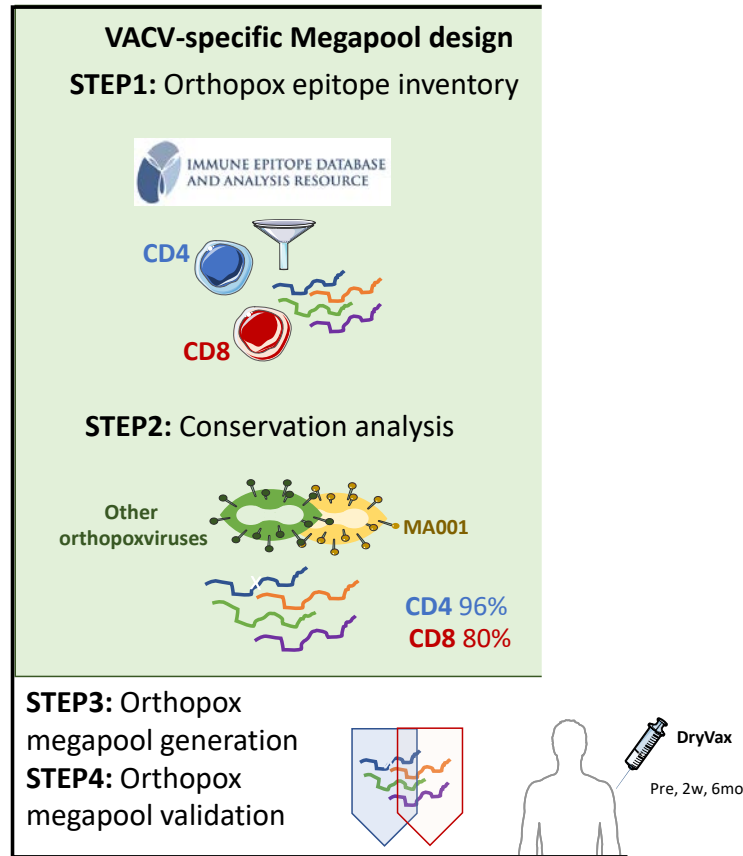 VACV-specific Megapool design
STEP1: Orthopox epitope inventory
IMMUNE EPITOPE DATABASE
AND ANALYSIS RESOURCE
CD4
CD8
STEP2: Conservation analysis
Other
orthopoxviruses
MA001
CD4 96%
CD8 80%
STEP3: Orthopox
megapool generation
STEP4: Orthopox
megapool validation
DryVax
Pre, 2w, 6mo